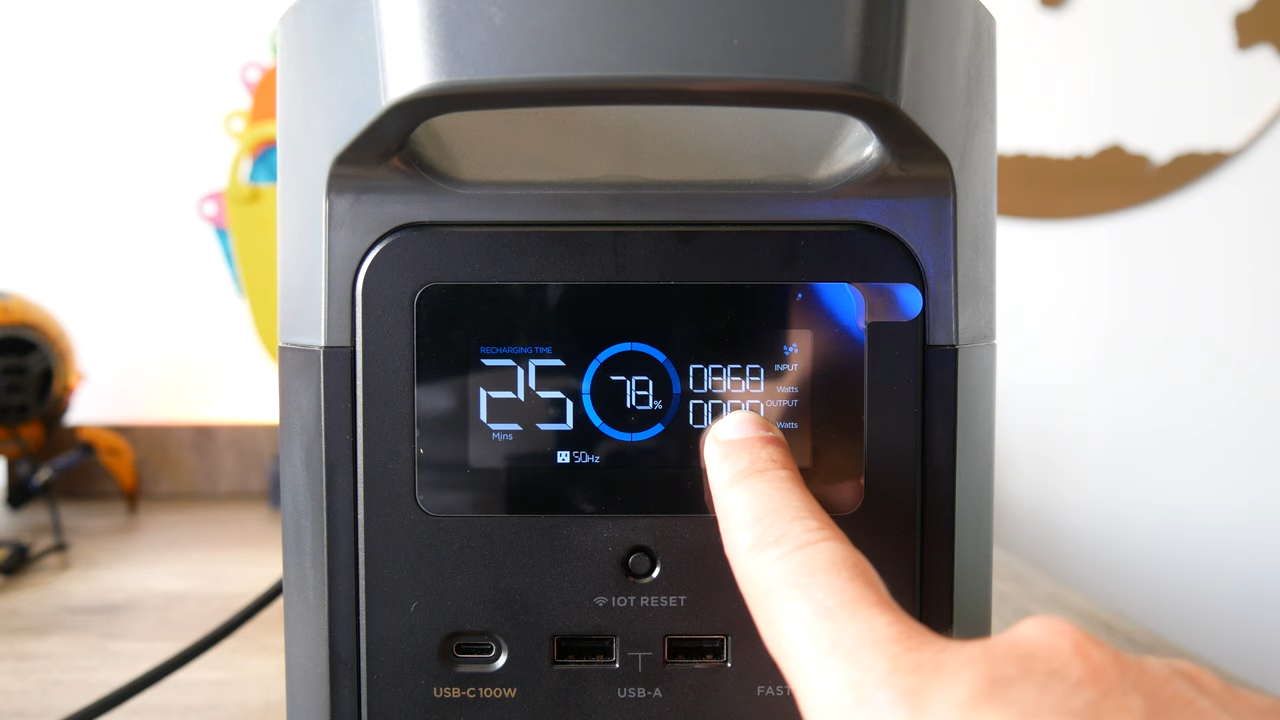 RECHARGING TIME
25
Mins
78%
0868
INPUT
Watts
OUTPUT
Watts
50Hz
IOT RESET
USB-C 100W
USB-A
FAST